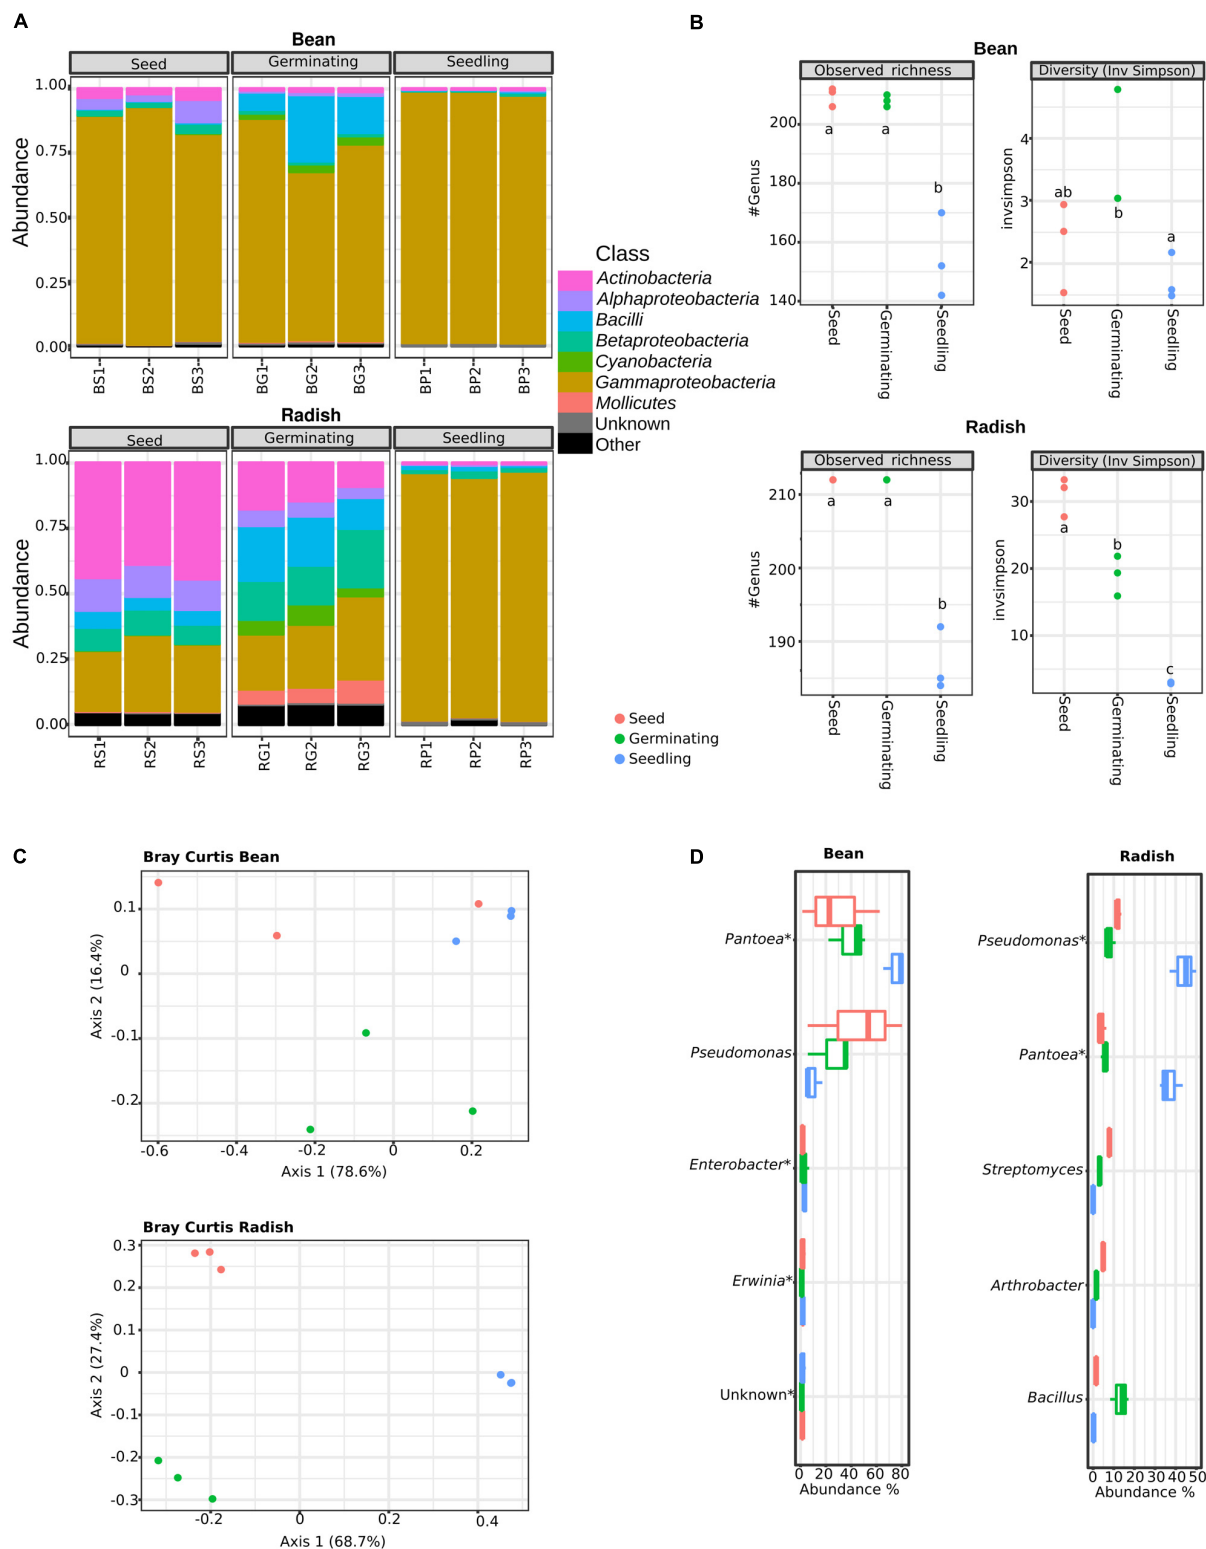 A
Bean
Seed Germinating Seedling
1.00
0.75
0.50
0.25
0.00
Abundance
BS1 BS2 BS3 BG1 BG2 BG3 BP1 BP2 BP3
Radish
Seed Germinating Seedling
1.00
0.75
0.50
0.25
0.00
Abundance
RS1 RS2 RS3 RG1 RG2 RG3 RP1 RP2 RP3
Class
Actinobacteria
Alphaproteobacteria
Bacilli
Betaproteobacteria
Cyanobacteria
Gammaproteobacteria
Mollicutes
Unknown
Other
B
Bean
Observed richness
200
180
160
140
#Genus
a a b
Seed Germinating Seedling
Diversity (Inv Simpson)
4
3
2
invsimpson
ab b a
Seed Germinating Seedling
Radish
Observed richness
210
200
190
#Genus
a a b
Seed Germinating Seedling
Diversity (Inv Simpson)
30
20
10
invsimpson
a b c
Seed Germinating Seedling
Seed
Germinating
Seedling
C
Bray Curtis Bean
0.1
0
-0.1
-0.2
Axis 2 (16.4%)
-0.6 -0.4 -0.2 0 0.2
Axis 1 (78.6%)
Bray Curtis Radish
0.3
0.2
0.1
0
-0.1
-0.2
-0.3
Axis 2 (27.4%)
-0.2 0 0.2 0.4
Axis 1 (68.7%)
D
Bean
Pantoea*
Pseudomonas
Enterobacter*
Erwinia*
Unknown*
0 20 40 60 80
Abundance %
Radish
Pseudomonas*
Pantoea*
Streptomyces
Arthrobacter
Bacillus
0 10 20 30 40 50
Abundance %